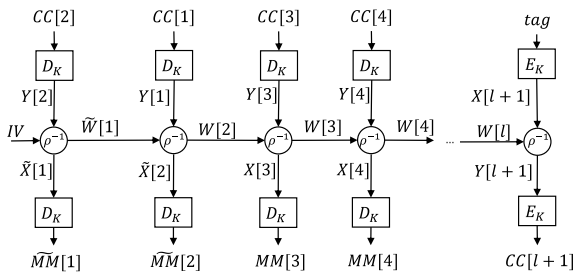 CC[2] CC[1] CC[3] CC[4] tag
D_K D_K D_K D_K E_K
Y[2] Y[1] Y[3] Y[4] X[l + 1]
IV ρ⁻¹ W̃[1] ρ⁻¹ W[2] ρ⁻¹ W[3] ρ⁻¹ W[4] ... W[l] ρ⁻¹
X̃[1] X̃[2] X[3] X[4] Y[l + 1]
D_K D_K D_K D_K E_K
M͠M[1] M͠M[2] MM[3] MM[4] CC[l + 1]